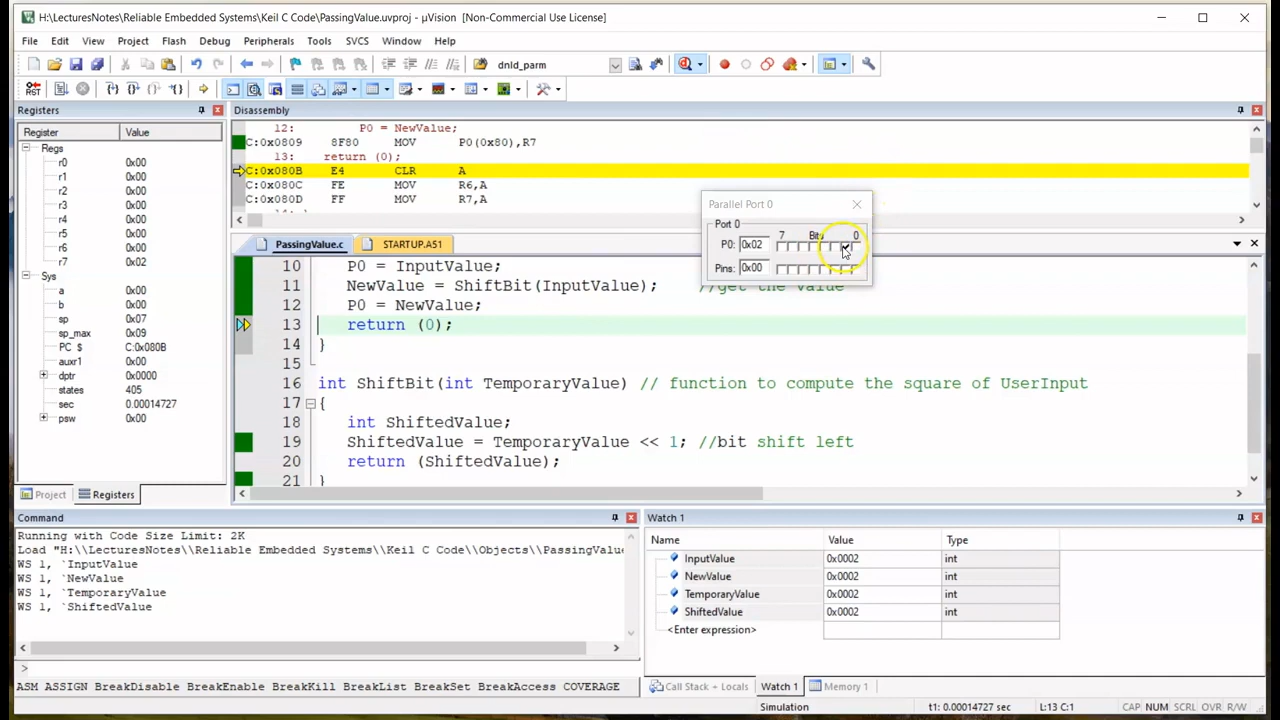 H:\LecturesNotes\Reliable Embedded Systems\Keil C Code\PassingValue.uvproj - µVision [Non-Commercial Use License]
File Edit View Project Flash Debug Peripherals Tools SVCS Window Help
dnld_parm
RST
Registers
Register Value
Regs
r0 0x00
r1 0x00
r2 0x00
r3 0x00
r4 0x00
r5 0x00
r6 0x00
r7 0x02
Sys
a 0x00
b 0x00
sp 0x07
sp_max 0x09
PC $ C:0x080B
auxr1 0x00
dptr 0x0000
states 405
sec 0.00014727
psw 0x00
Project Registers
Disassembly
12: P0 = NewValue;
C:0x0809 8F80 MOV P0(0x80),R7
13: return (0);
C:0x080B E4 CLR A
C:0x080C FE MOV R6,A
C:0x080D FF MOV R7,A
Parallel Port 0
Port 0
7 Bits 0
P0: 0x02
Pins: 0x00
PassingValue.c STARTUP.A51
10 P0 = InputValue;
11 NewValue = ShiftBit(InputValue); //get the value
12 P0 = NewValue;
13 return (0);
14 }
15
16 int ShiftBit(int TemporaryValue) // function to compute the square of UserInput
17 {
18 int ShiftedValue;
19 ShiftedValue = TemporaryValue << 1; //bit shift left
20 return (ShiftedValue);
21 }
Command
Running with Code Size Limit: 2K
Load "H:\\LecturesNotes\\Reliable Embedded Systems\\Keil C Code\\Objects\\PassingValue
WS 1, `InputValue
WS 1, `NewValue
WS 1, `TemporaryValue
WS 1, `ShiftedValue
>
ASM ASSIGN BreakDisable BreakEnable BreakKill BreakList BreakSet BreakAccess COVERAGE
Watch 1
Name Value Type
InputValue 0x0002 int
NewValue 0x0002 int
TemporaryValue 0x0002 int
ShiftedValue 0x0002 int
<Enter expression>
Call Stack + Locals Watch 1 Memory 1
Simulation t1: 0.00014727 sec L:13 C:1 CAP NUM SCRL OVR R/W